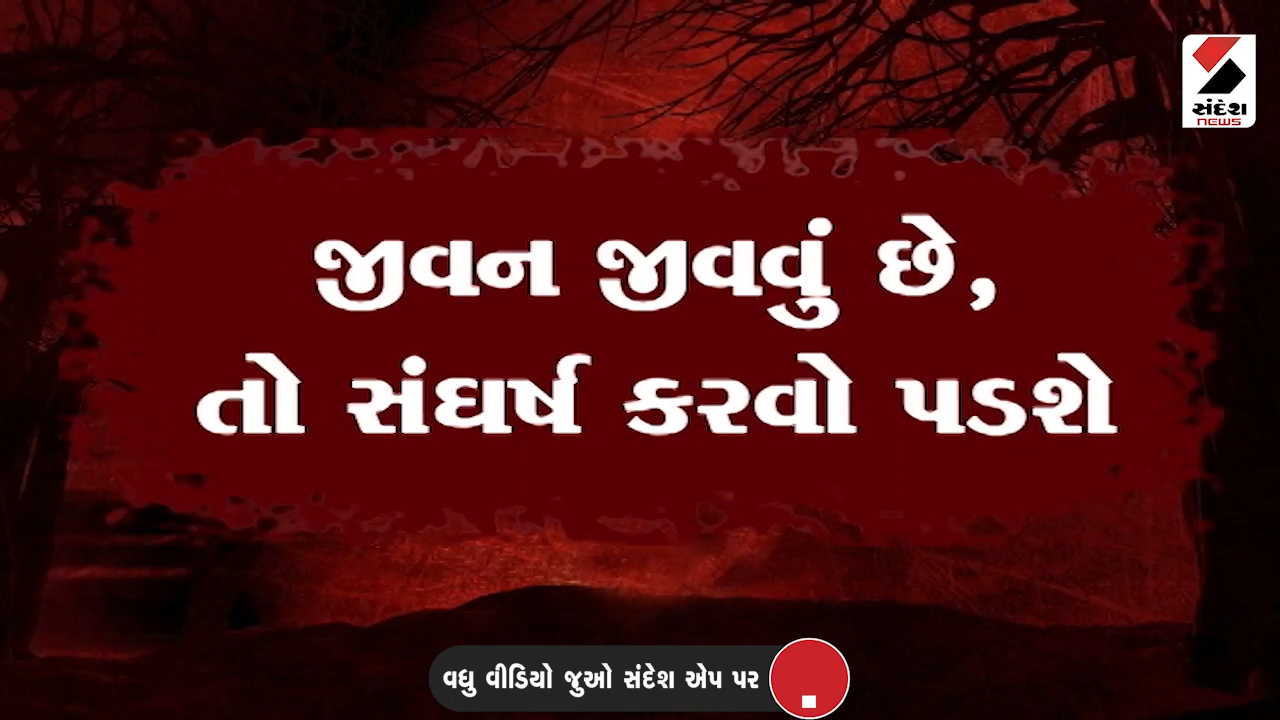 સંદેશ
NEWS
જીવન જીવવું છે,
તો સંઘર્ષ કરવો પડશે
વધુ વીડિયો જુઓ સંદેશ એપ પર